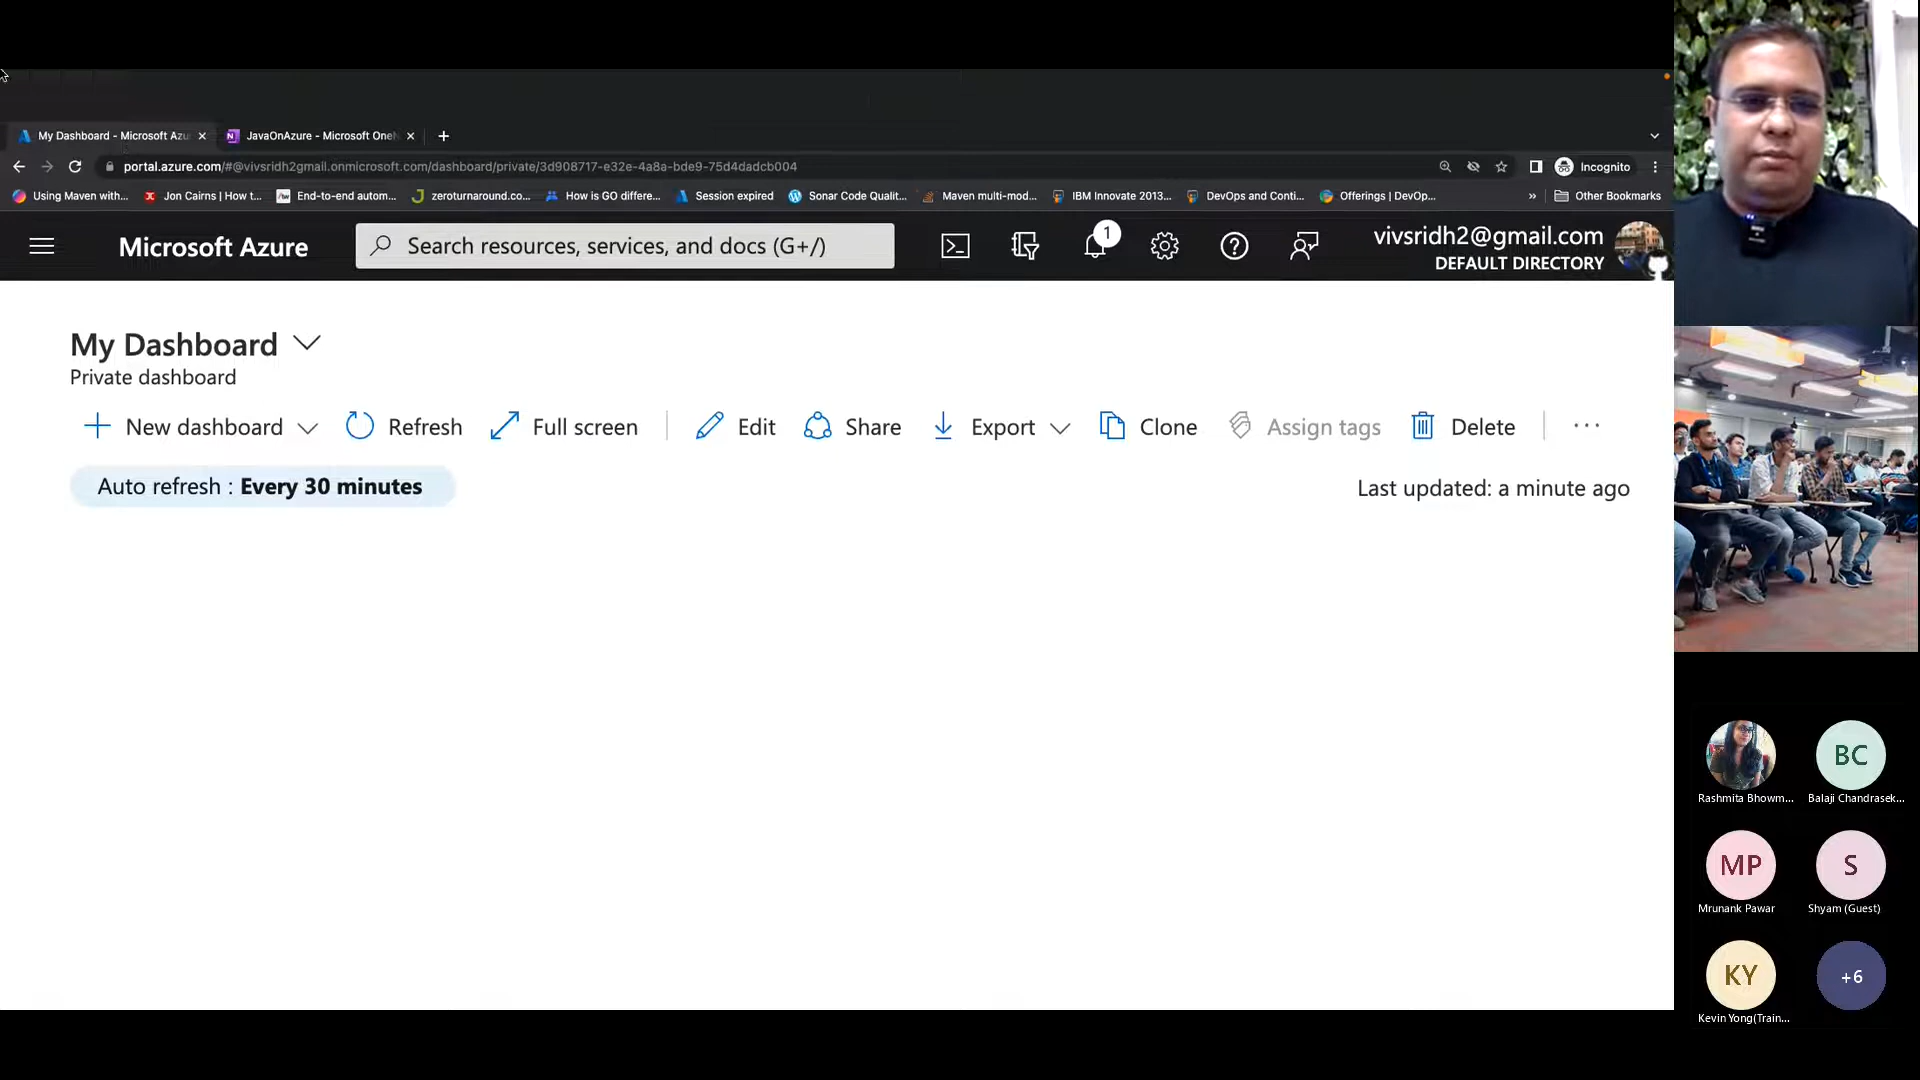 My Dashboard - Microsoft Azu
JavaOnAzure - Microsoft OneN
portal.azure.com/#@vivsridh2gmail.onmicrosoft.com/dashboard/private/3d908717-e32e-4a8a-bde9-75d4dadcb004
Incognito
Using Maven with...
Jon Cairns | How t...
End-to-end autom...
zeroturnaround.co...
How is GO differe...
Session expired
Sonar Code Qualit...
Maven multi-mod...
IBM Innovate 2013...
DevOps and Conti...
Offerings | DevOp...
»
Other Bookmarks
Microsoft Azure
Search resources, services, and docs (G+/)
1
vivsridh2@gmail.com
DEFAULT DIRECTORY
My Dashboard
Private dashboard
New dashboard
Refresh
Full screen
Edit
Share
Export
Clone
Assign tags
Delete
...
Auto refresh : Every 30 minutes
Last updated: a minute ago
Rashmita Bhowm...
BC
Balaji Chandrasek...
MP
Mrunank Pawar
S
Shyam (Guest)
KY
Kevin Yong(Train...
+6